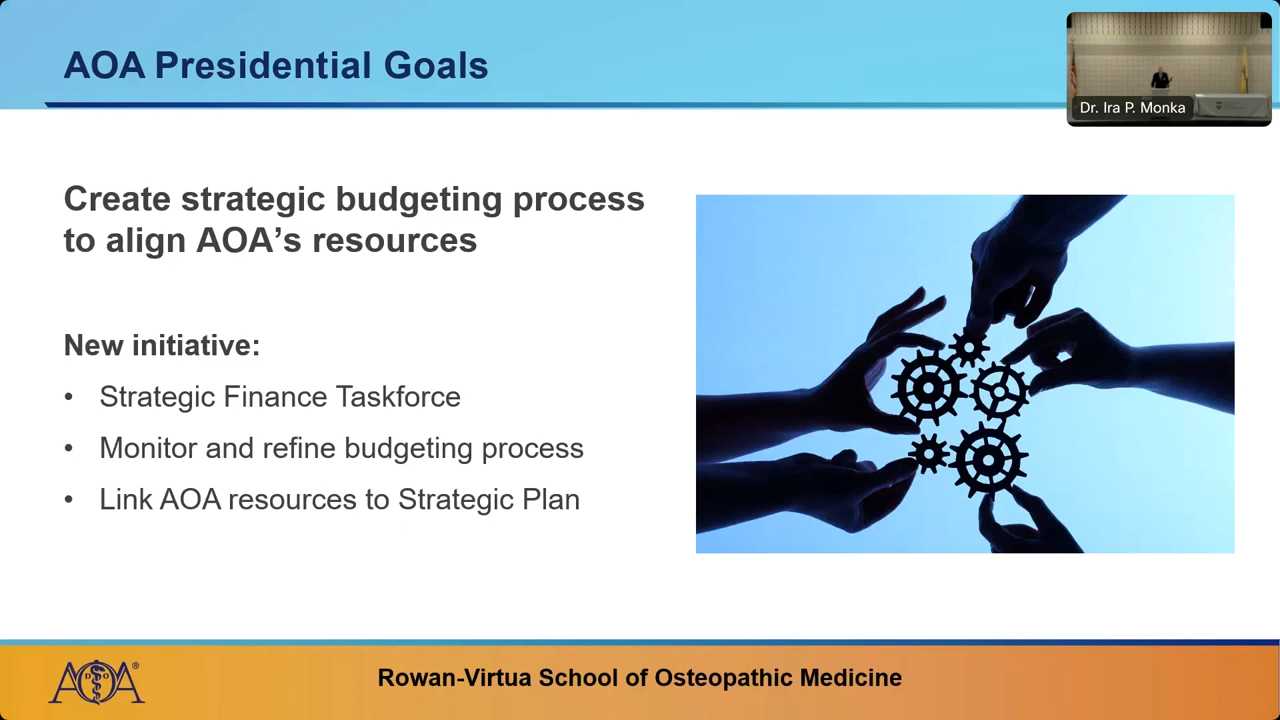 AOA Presidential Goals
Dr. Ira P. Monka
Create strategic budgeting process
to align AOA’s resources
New initiative:
• Strategic Finance Taskforce
• Monitor and refine budgeting process
• Link AOA resources to Strategic Plan
AOA®
D O
Rowan-Virtua School of Osteopathic Medicine